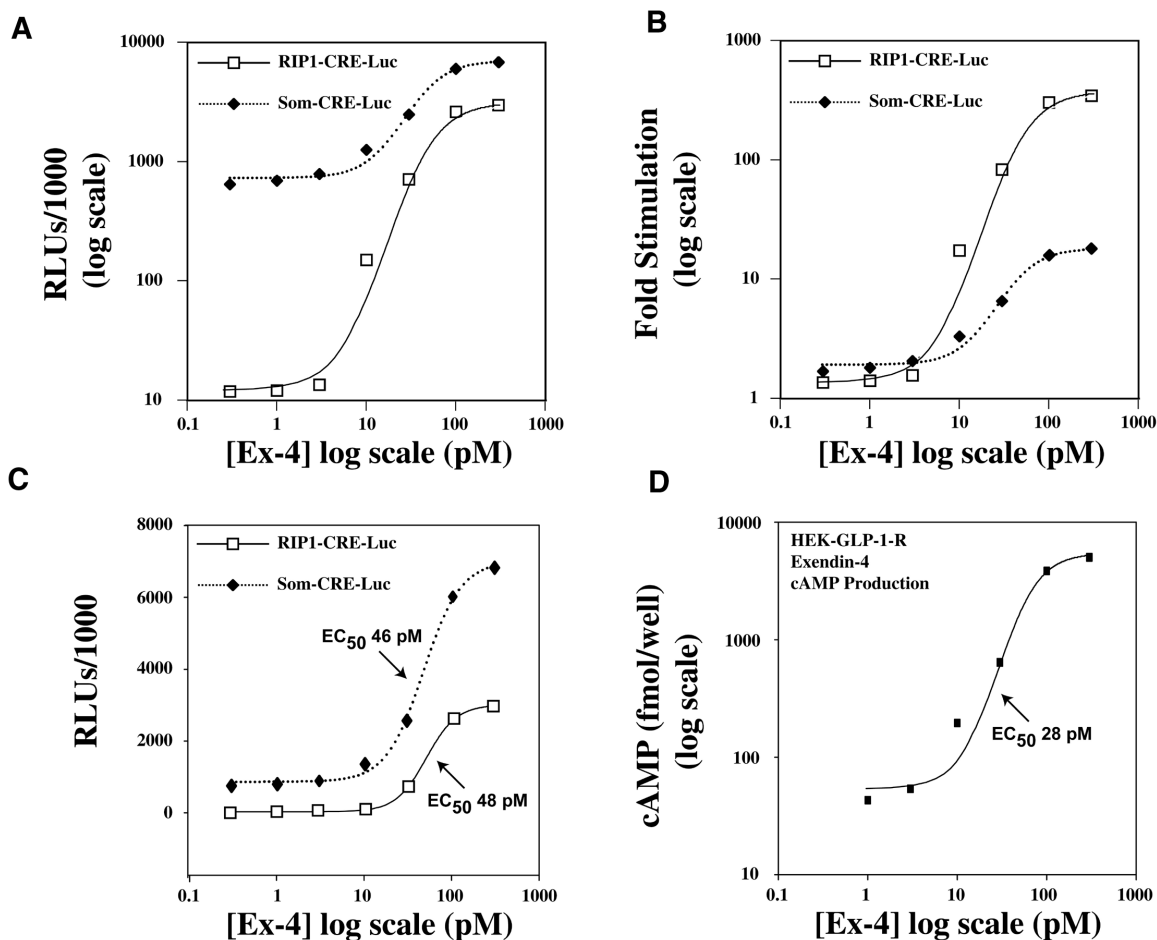 A
RLUs/1000
(log scale)
10000
1000
100
10
RIP1-CRE-Luc
Som-CRE-Luc
0.1
1
10
100
1000
[Ex-4] log scale (pM)
B
Fold Stimulation
(log scale)
1000
100
10
1
RIP1-CRE-Luc
Som-CRE-Luc
0.1
1
10
100
1000
[Ex-4] log scale (pM)
C
RLUs/1000
8000
6000
4000
2000
0
RIP1-CRE-Luc
Som-CRE-Luc
EC50 46 pM
EC50 48 pM
0.1
1
10
100
1000
[Ex-4] log scale (pM)
D
cAMP (fmol/well)
(log scale)
10000
1000
100
10
HEK-GLP-1-R
Exendin-4
cAMP Production
EC50 28 pM
0.1
1
10
100
1000
[Ex-4] log scale (pM)